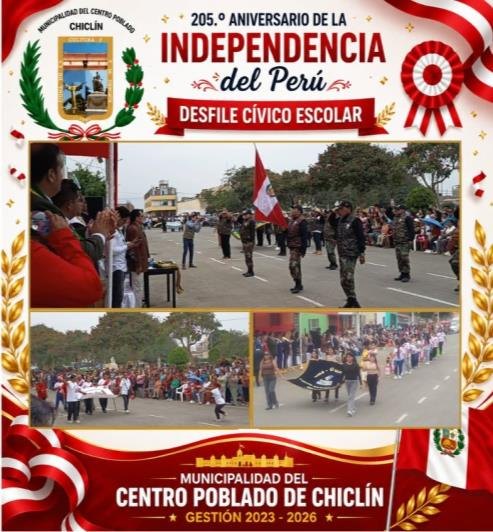 MUNICIPALIDAD DEL CENTRO POBLADO
CHICLÍN
205.° ANIVERSARIO DE LA
INDEPENDENCIA
del Perú
DESFILE CÍVICO ESCOLAR
MUNICIPALIDAD DEL
CENTRO POBLADO DE CHICLÍN
★ GESTIÓN 2023 - 2026 ★